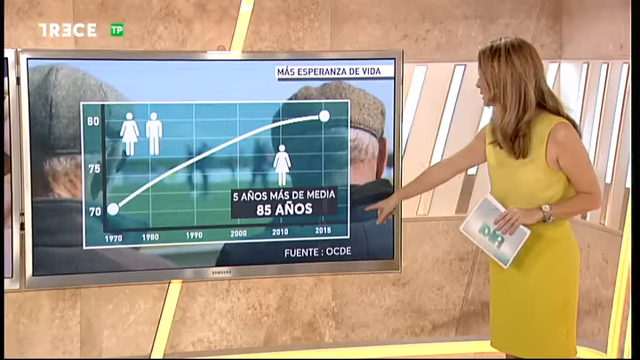 TRECE TP
MÁS ESPERANZA DE VIDA
80
75
70
5 AÑOS MÁS DE MEDIA
85 AÑOS
1970 1980 1990 2000 2010 2015
FUENTE : OCDE
SAMSUNG